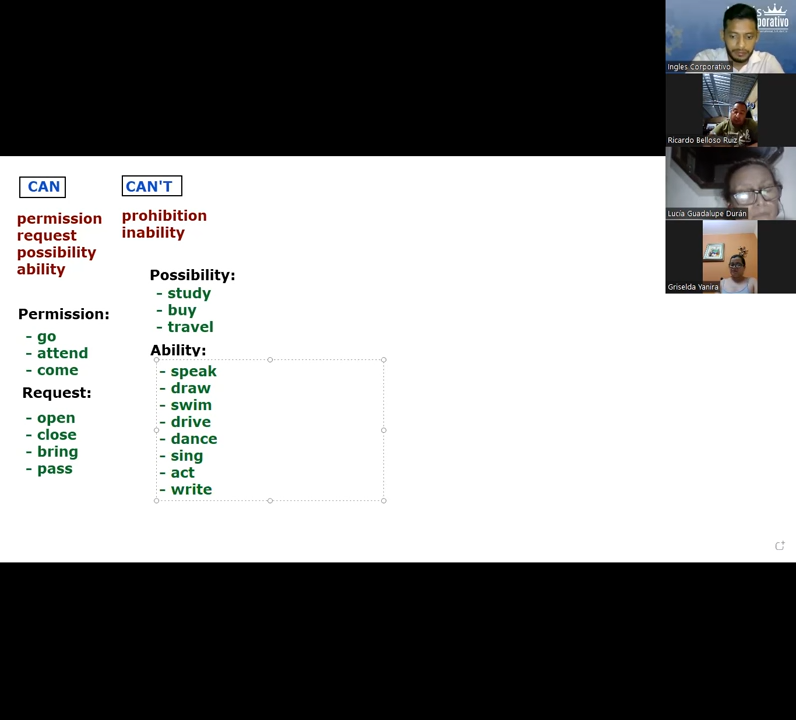 CAN
CAN'T
permission
request
possibility
ability
prohibition
inability
Permission:
- go
- attend
- come
Request:
- open
- close
- bring
- pass
Possibility:
- study
- buy
- travel
Ability:
- speak
- draw
- swim
- drive
- dance
- sing
- act
- write
Ingles Corporativo
Ricardo Belloso Ruiz
Lucía Guadalupe Durán
Griselda Yanira